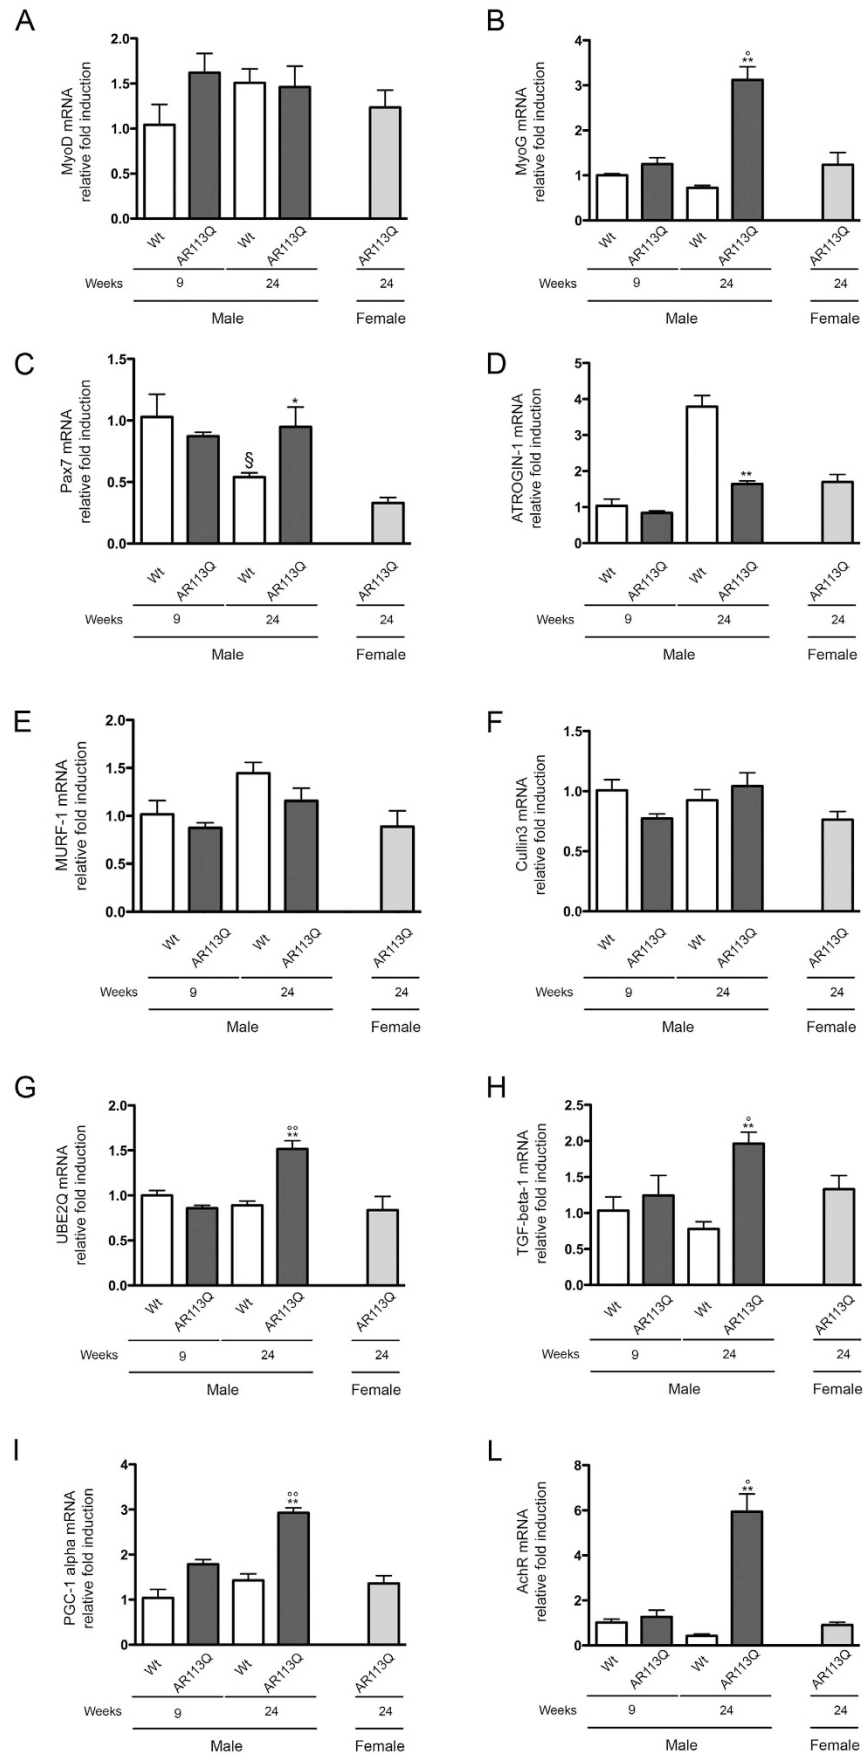 A
MyoD mRNA
relative fold induction
2.0
1.5
1.0
0.5
0.0
Wt AR113Q Wt AR113Q AR113Q
Weeks 9 24 24
Male Female
B
MyoG mRNA
relative fold induction
4
3
2
1
0
°
**
Wt AR113Q Wt AR113Q AR113Q
Weeks 9 24 24
Male Female
C
Pax7 mRNA
relative fold induction
1.5
1.0
0.5
0.0
§
*
Wt AR113Q Wt AR113Q AR113Q
Weeks 9 24 24
Male Female
D
ATROGIN-1 mRNA
relative fold induction
5
4
3
2
1
0
**
Wt AR113Q Wt AR113Q AR113Q
Weeks 9 24 24
Male Female
E
MURF-1 mRNA
relative fold induction
2.0
1.5
1.0
0.5
0.0
Wt AR113Q Wt AR113Q AR113Q
Weeks 9 24 24
Male Female
F
Cullin3 mRNA
relative fold induction
1.5
1.0
0.5
0.0
Wt AR113Q Wt AR113Q AR113Q
Weeks 9 24 24
Male Female
G
UBE2Q mRNA
relative fold induction
2.0
1.5
1.0
0.5
0.0
°°
**
Wt AR113Q Wt AR113Q AR113Q
Weeks 9 24 24
Male Female
H
TGF-beta-1 mRNA
relative fold induction
2.5
2.0
1.5
1.0
0.5
0.0
°
**
Wt AR113Q Wt AR113Q AR113Q
Weeks 9 24 24
Male Female
I
PGC-1 alpha mRNA
relative fold induction
4
3
2
1
0
°°
**
Wt AR113Q Wt AR113Q AR113Q
Weeks 9 24 24
Male Female
L
AchR mRNA
relative fold induction
8
6
4
2
0
°
**
Wt AR113Q Wt AR113Q AR113Q
Weeks 9 24 24
Male Female